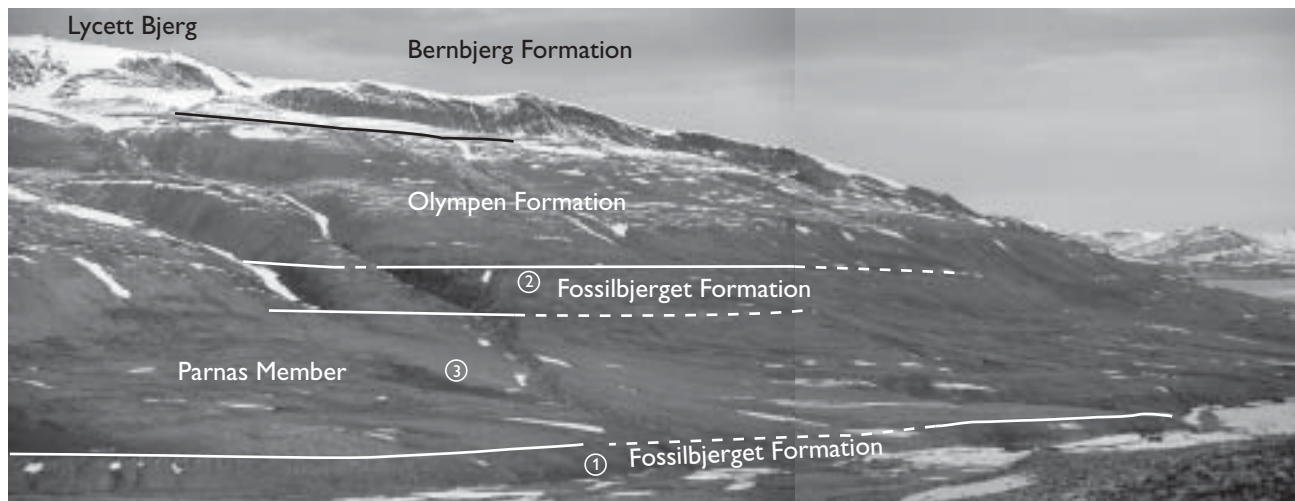 Lycett Bjerg
Bernbjerg Formation
Olympen Formation
② Fossilbjerget Formation
Parnas Member ③
① Fossilbjerget Formation